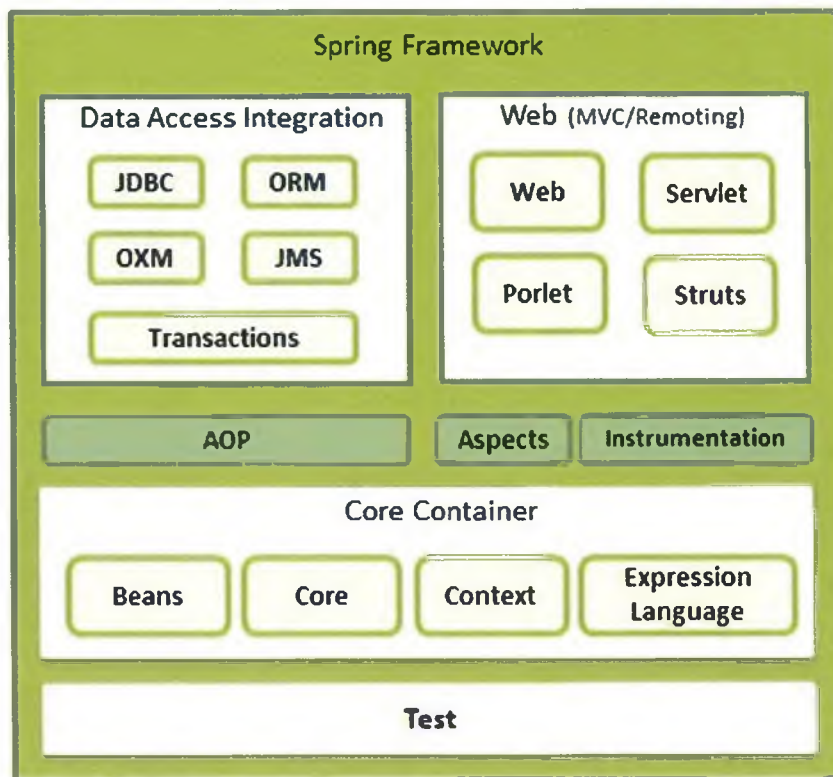 Spring Framework
Data Access Integration
JDBC
ORM
OXM
JMS
Transactions
Web (MVC/Remoting)
Web
Servlet
Porlet
Struts
AOP
Aspects
Instrumentation
Core Container
Beans
Core
Context
Expression
Language
Test